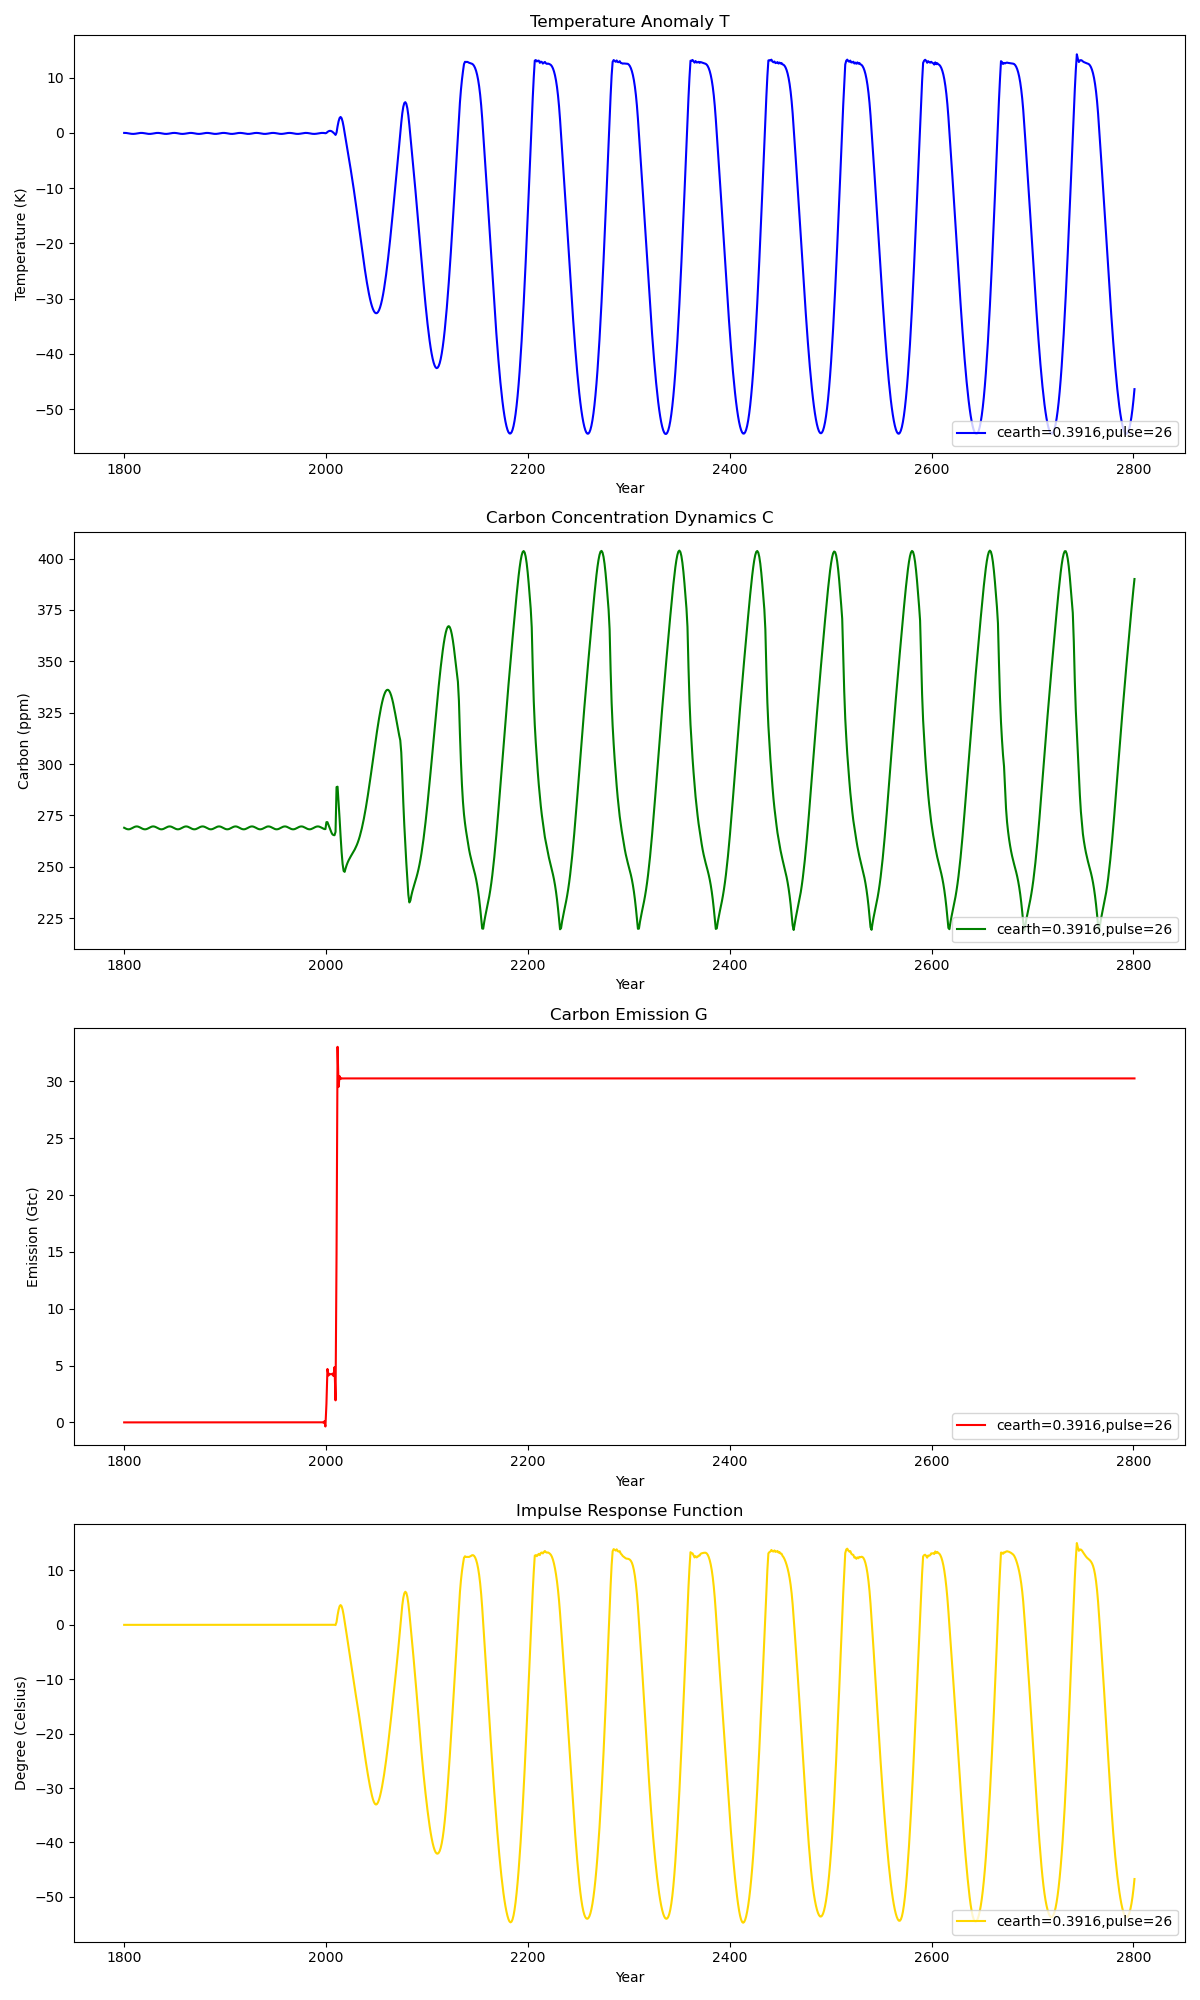 Temperature Anomaly T
10
0
−10
−20
−30
−40
−50
Temperature (K)
cearth=0.3916,pulse=26
1800 2000 2200 2400 2600 2800
Year
Carbon Concentration Dynamics C
400
375
350
325
300
275
250
225
Carbon (ppm)
cearth=0.3916,pulse=26
1800 2000 2200 2400 2600 2800
Year
Carbon Emission G
30
25
20
15
10
5
0
Emission (Gtc)
cearth=0.3916,pulse=26
1800 2000 2200 2400 2600 2800
Year
Impulse Response Function
10
0
−10
−20
−30
−40
−50
Degree (Celsius)
cearth=0.3916,pulse=26
1800 2000 2200 2400 2600 2800
Year